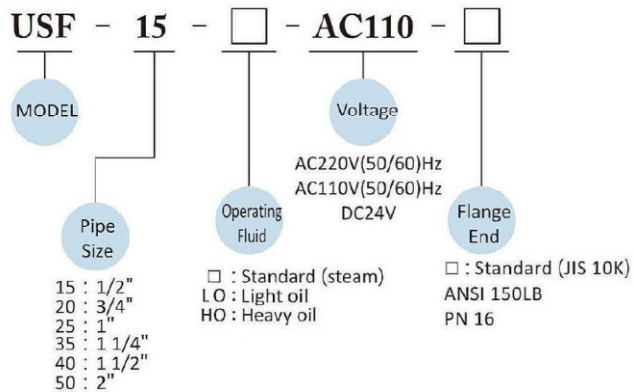 USF - 15 - □ - AC110 - □
MODEL
Voltage
AC220V(50/60)Hz
AC110V(50/60)Hz
DC24V
Pipe
Size
15 : 1/2"
20 : 3/4"
25 : 1"
35 : 1 1/4"
40 : 1 1/2"
50 : 2"
Operating
Fluid
□ : Standard (steam)
LO : Light oil
HO : Heavy oil
Flange
End
□ : Standard (JIS 10K)
ANSI 150LB
PN 16